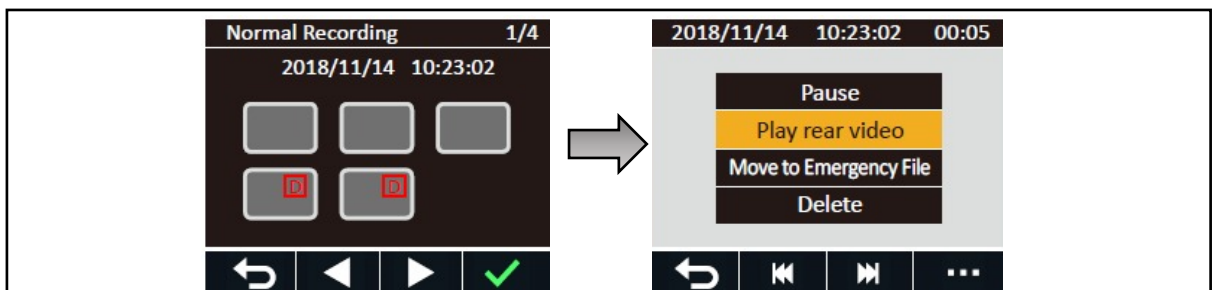 Normal Recording 1/4
2018/11/14 10:23:02
D D
2018/11/14 10:23:02 00:05
Pause
Play rear video
Move to Emergency File
Delete